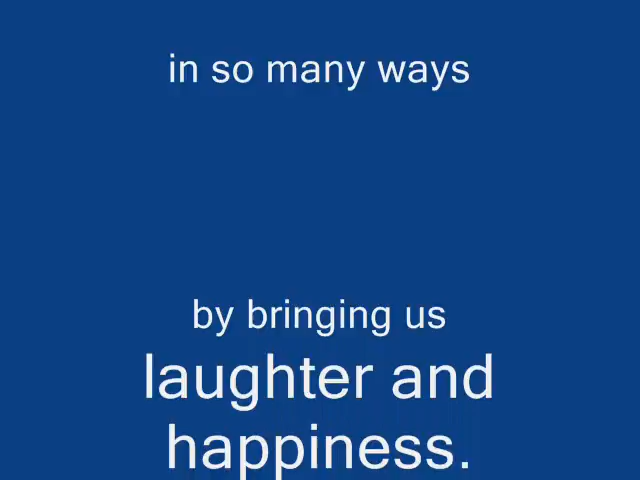 in so many ways
by bringing us
laughter and
happiness.